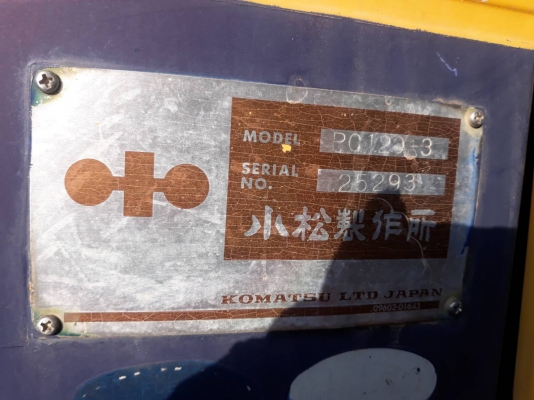 MODEL PC120-3
SERIAL NO. 25293
小松製作所
KOMATSU LTD. JAPAN